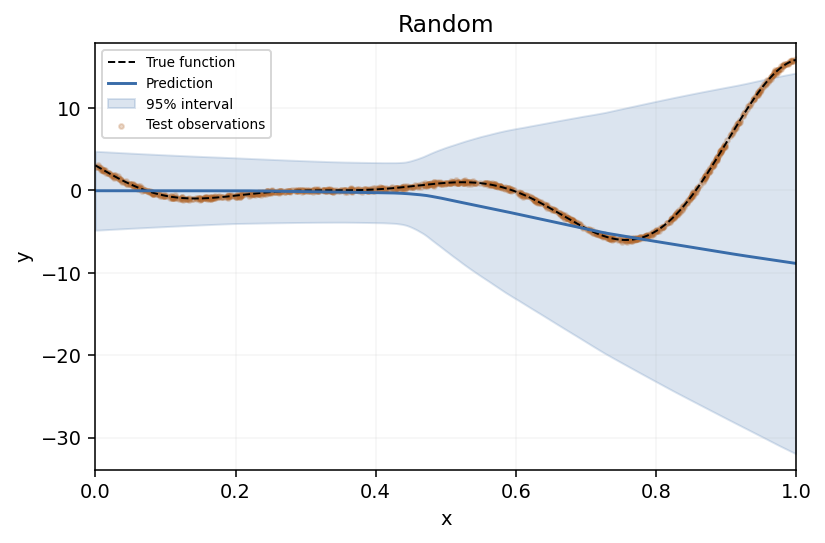 Random
True function
Prediction
95% interval
Test observations
10
0
−10
−20
−30
y
0.0 0.2 0.4 0.6 0.8 1.0
x